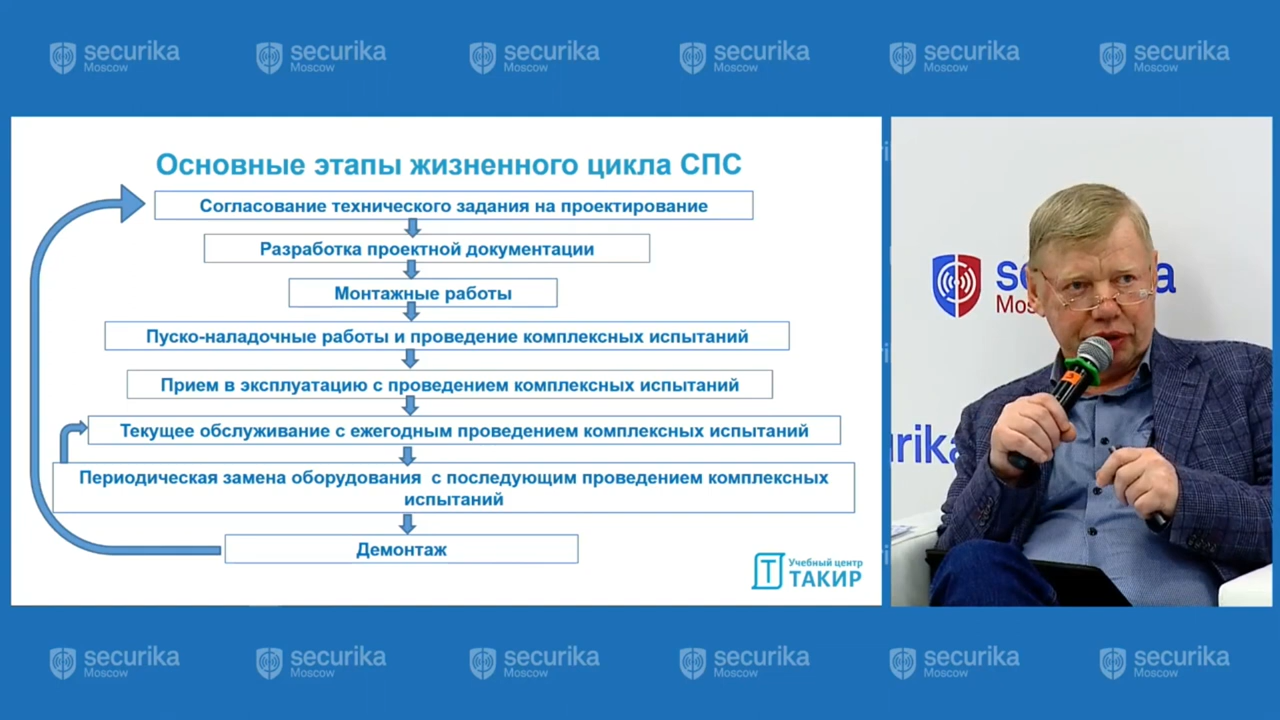 securika
Moscow
securika
Moscow
securika
Moscow
securika
Moscow
securika
Moscow
securika
Moscow
Основные этапы жизненного цикла СПС
Согласование технического задания на проектирование
Разработка проектной документации
Монтажные работы
Пуско-наладочные работы и проведение комплексных испытаний
Прием в эксплуатацию с проведением комплексных испытаний
Текущее обслуживание с ежегодным проведением комплексных испытаний
Периодическая замена оборудования с последующим проведением комплексных
испытаний
Демонтаж
Учебный центр
ТАКИР
securika
Moscow
securika
Moscow
securika
Moscow
securika
Moscow
securika
Moscow
securika
Moscow